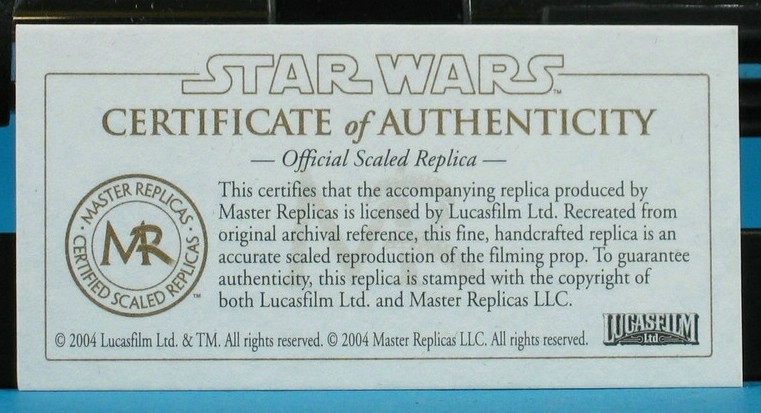 STAR WARS™
CERTIFICATE of AUTHENTICITY
— Official Scaled Replica —
· MASTER REPLICAS ·
MR
CERTIFIED SCALED REPLICAS
™
This certifies that the accompanying replica produced by
Master Replicas is licensed by Lucasfilm Ltd. Recreated from
original archival reference, this fine, handcrafted replica is an
accurate scaled reproduction of the filming prop. To guarantee
authenticity, this replica is stamped with the copyright of
both Lucasfilm Ltd. and Master Replicas LLC.
© 2004 Lucasfilm Ltd. & TM. All rights reserved. © 2004 Master Replicas LLC. All rights reserved.
LUCASFILM
Ltd